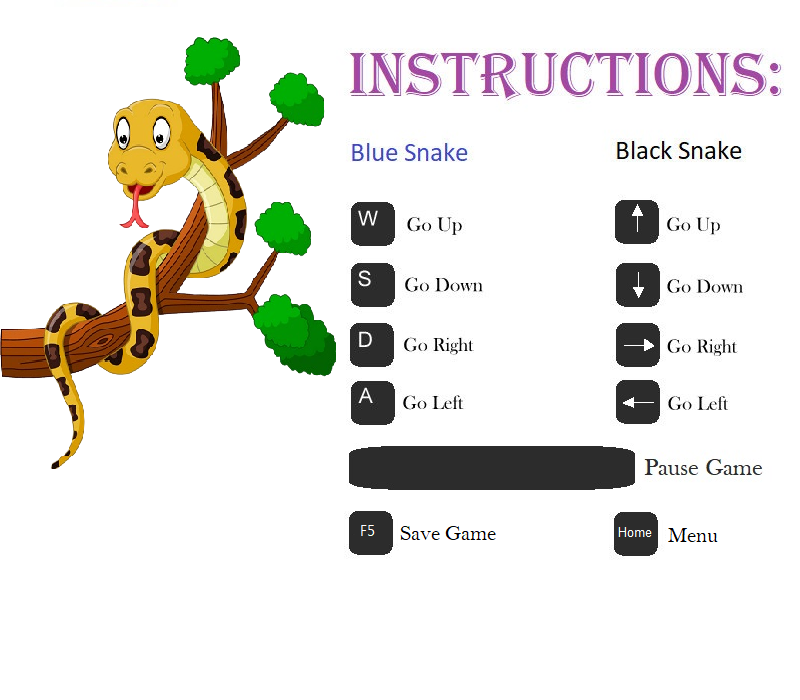 INSTRUCTIONS:
Blue Snake
Black Snake
W Go Up
Go Up
S Go Down
Go Down
D Go Right
Go Right
A Go Left
Go Left
Pause Game
F5 Save Game
Home Menu